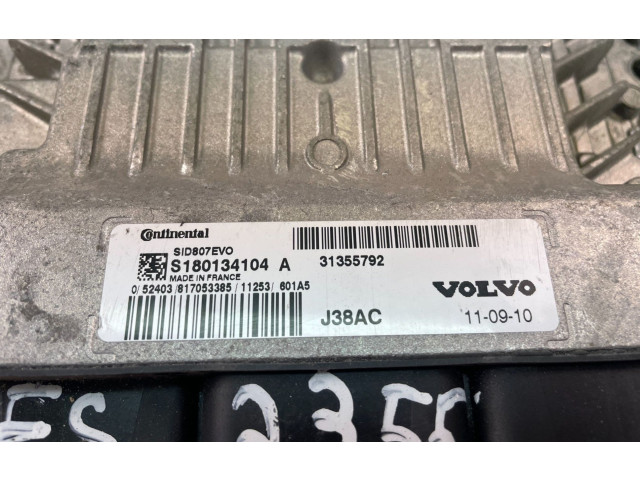 Continental
SID807EVO
S180134104 A
MADE IN FRANCE
0/ 52403 /817053385 / 11253/ 601A5
31355792
VOLVO
J38AC
11-09-10